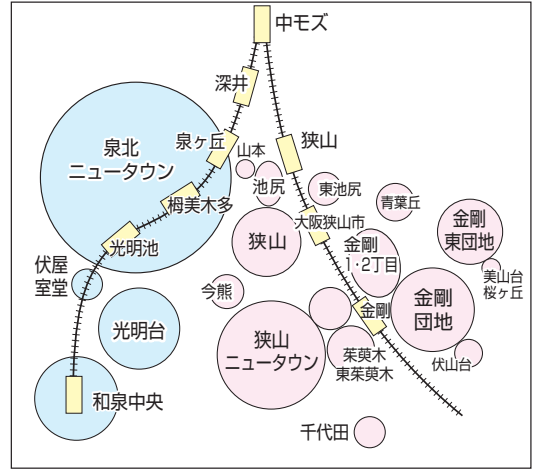 中モズ
深井
泉北
ニュータウン
泉ヶ丘
狭山
山本
池尻
東池尻
栂美木多
青葉丘
大阪狭山市
光明池
狭山
金剛
1・2丁目
金剛
東団地
伏屋
室堂
美山台
桜ヶ丘
今熊
金剛
金剛
団地
光明台
狭山
ニュータウン
茱萸木
東茱萸木
伏山台
和泉中央
千代田